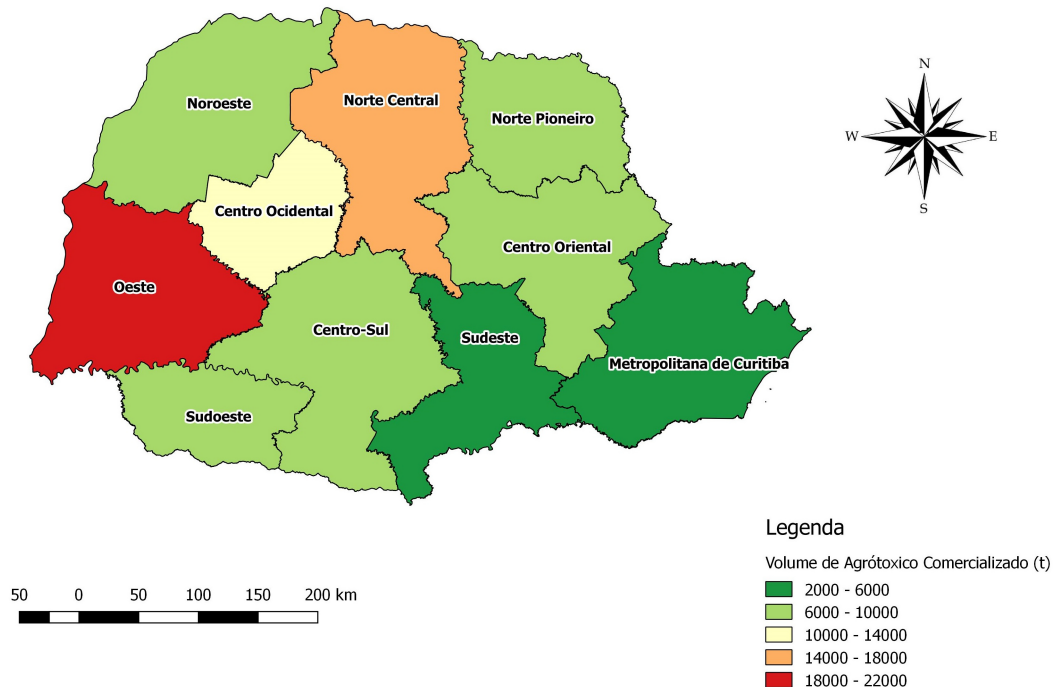 Noroeste
Norte Central
Norte Pioneiro
Centro Ocidental
Centro Oriental
Oeste
Centro-Sul
Sudeste
Metropolitana de Curitiba
Sudoeste
N
W
E
S
Legenda
Volume de Agrótoxico Comercializado (t)
2000 - 6000
6000 - 10000
10000 - 14000
14000 - 18000
18000 - 22000
50 0 50 100 150 200 km